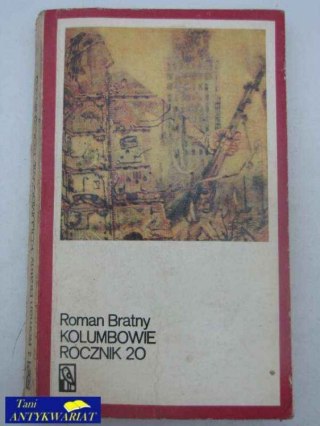 Roman Bratny
KOLUMBOWIE
ROCZNIK 20
Tani
ANTYKWARIAT